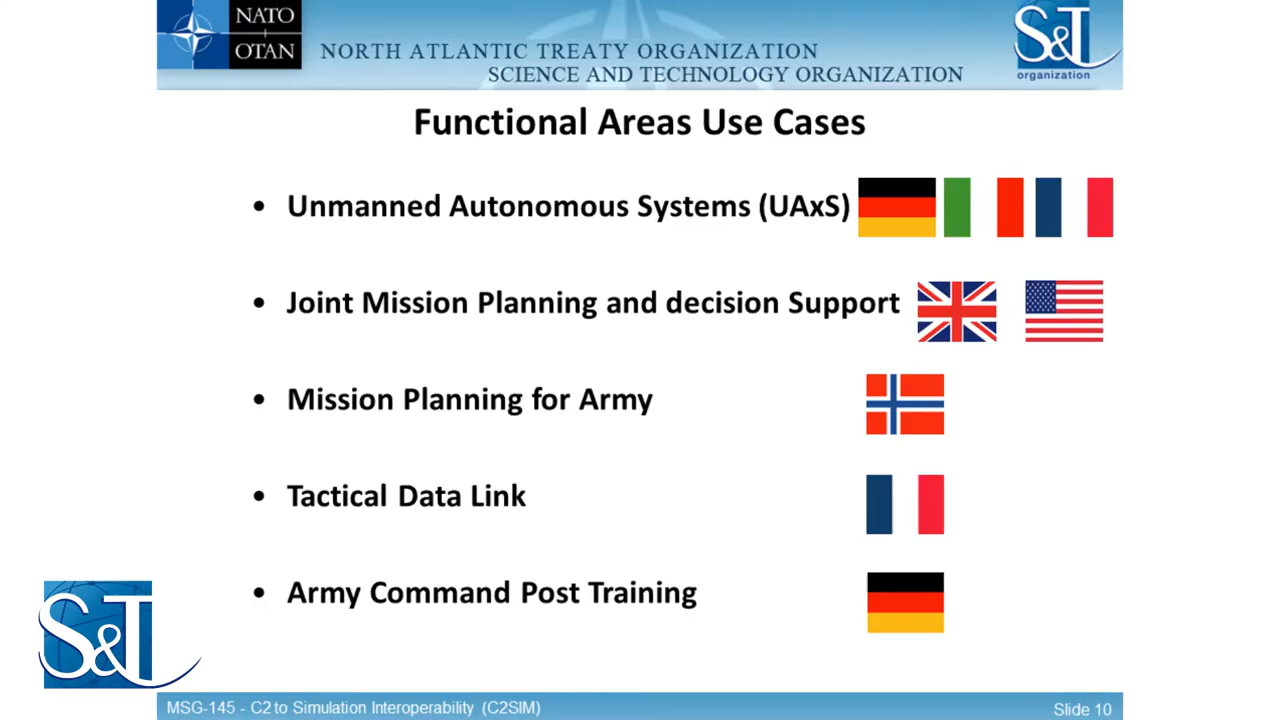 NATO
OTAN
NORTH ATLANTIC TREATY ORGANIZATION
SCIENCE AND TECHNOLOGY ORGANIZATION
S&T
organization
Functional Areas Use Cases
• Unmanned Autonomous Systems (UAxS)
• Joint Mission Planning and decision Support
• Mission Planning for Army
• Tactical Data Link
• Army Command Post Training
S&T
MSG-145 - C2 to Simulation Interoperability (C2SIM)
Slide 10